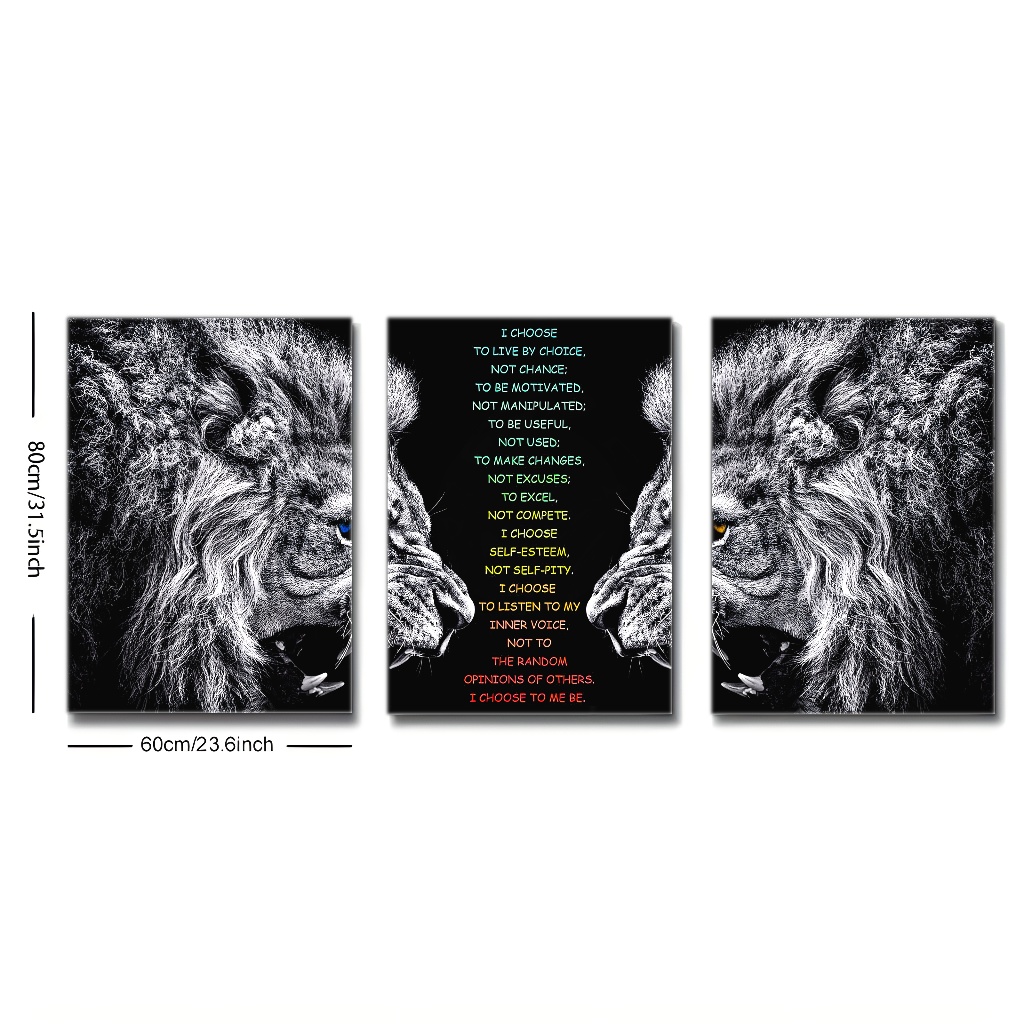 80cm/31.5inch
I CHOOSE
TO LIVE BY CHOICE,
NOT CHANCE;
TO BE MOTIVATED,
NOT MANIPULATED;
TO BE USEFUL,
NOT USED;
TO MAKE CHANGES,
NOT EXCUSES;
TO EXCEL,
NOT COMPETE.
I CHOOSE
SELF-ESTEEM,
NOT SELF-PITY.
I CHOOSE
TO LISTEN TO MY
INNER VOICE,
NOT TO
THE RANDOM
OPINIONS OF OTHERS.
I CHOOSE TO ME BE.
60cm/23.6inch